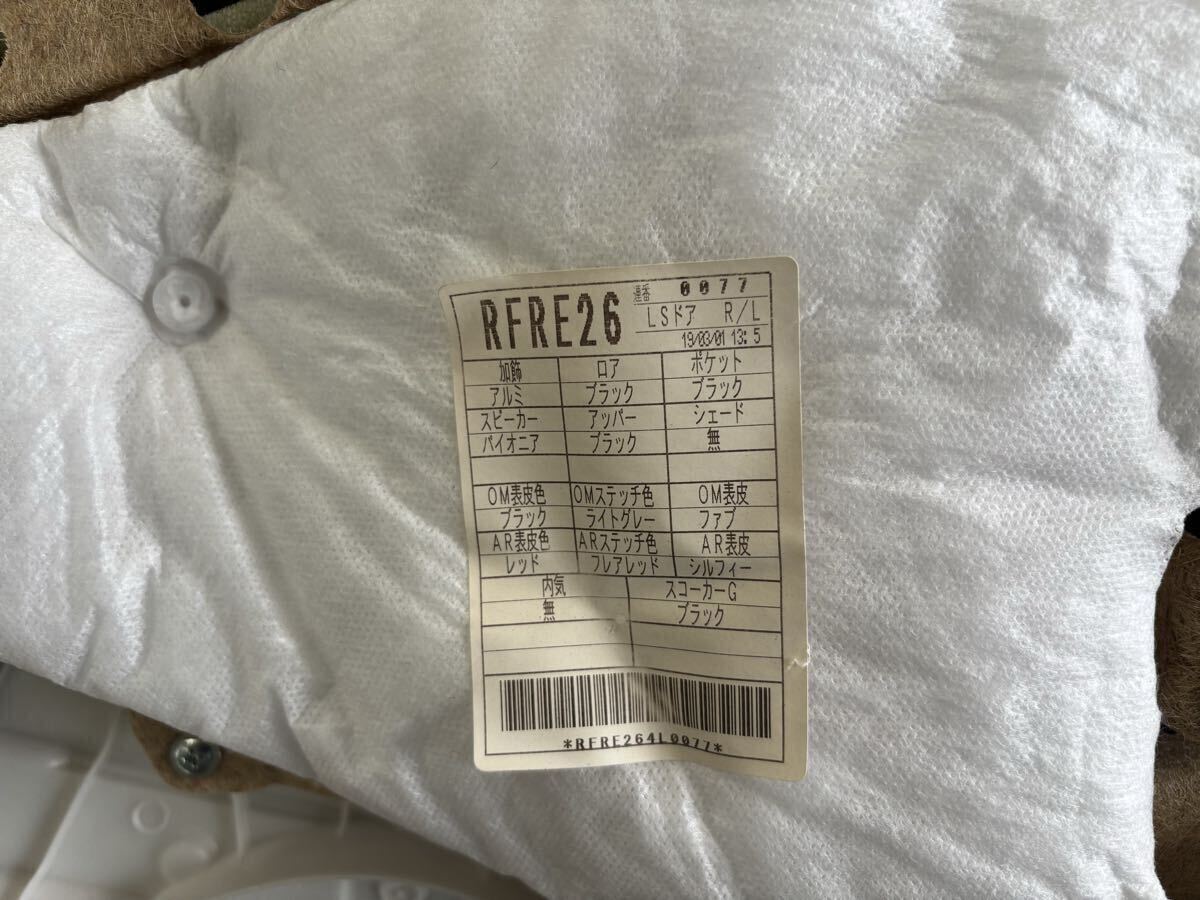 RFRE26 連番 0077
LSドア R/L
19/03/01 13:5
加飾 ロア ポケット
アルミ ブラック ブラック
スピーカー アッパー シェード
パイオニア ブラック 無
OM表皮色 OMステッチ色 OM表皮
ブラック ライトグレー ファブ
AR表皮色 ARステッチ色 AR表皮
レッド フレアレッド シルフィー
内気 スコーカーG
無 ブラック
*RFRE264L0077*